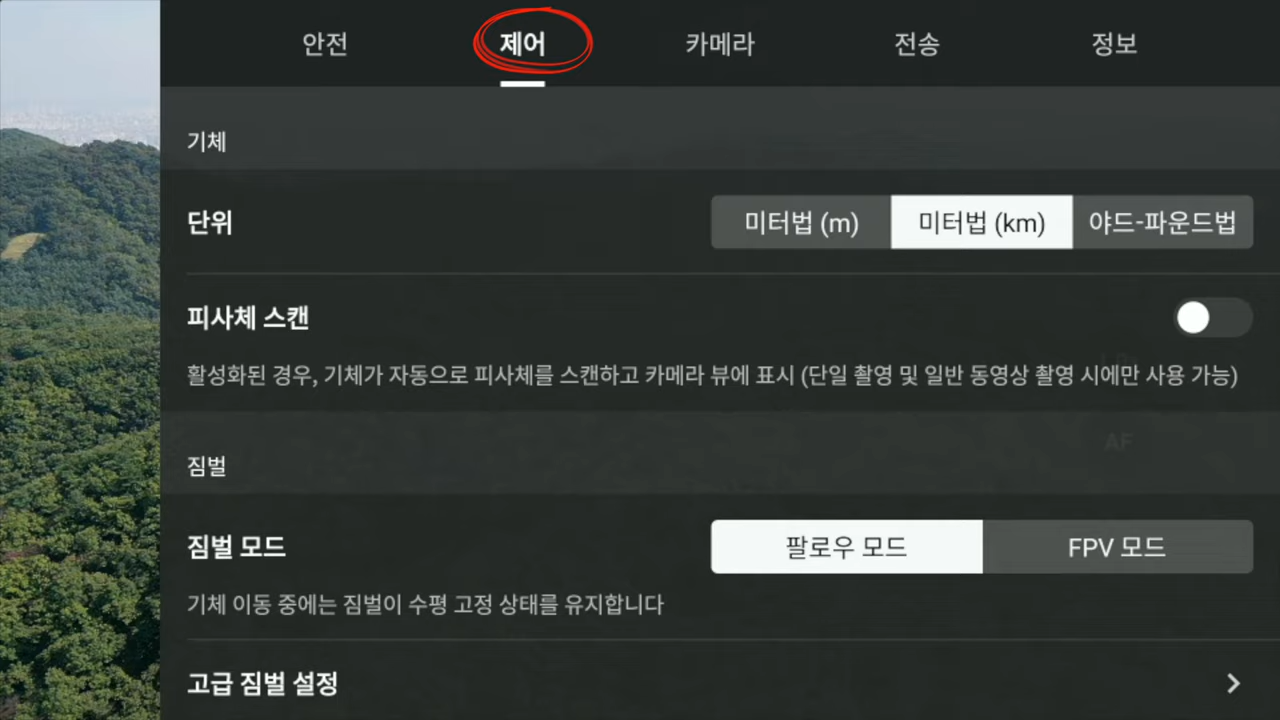 안전 제어 카메라 전송 정보
기체
단위 미터법 (m) 미터법 (km) 야드-파운드법
피사체 스캔
활성화된 경우, 기체가 자동으로 피사체를 스캔하고 카메라 뷰에 표시 (단일 촬영 및 일반 동영상 촬영 시에만 사용 가능)
AF
짐벌
짐벌 모드 팔로우 모드 FPV 모드
기체 이동 중에는 짐벌이 수평 고정 상태를 유지합니다
고급 짐벌 설정